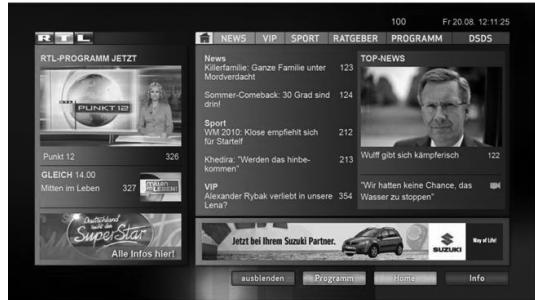 100 Fr 20.08. 12:11:25
RTL
NEWS VIP SPORT RATGEBER PROGRAMM DSDS
RTL-PROGRAMM JETZT
PUNKT 12
Punkt 12 326
GLEICH 14.00
Mitten im Leben 327
MITTEN IM LEBEN!
Deutschland sucht den
SuperStar
Alle Infos hier!
News
Killerfamilie: Ganze Familie unter 123
Mordverdacht
Sommer-Comeback: 30 Grad sind 124
drin!
Sport
WM 2010: Klose empfiehlt sich 212
für Startelf
Khedira: "Werden das hinbe- 213
kommen"
VIP
Alexander Rybak verliebt in unsere 354
Lena?
TOP-NEWS
Wulff gibt sich kämpferisch 122
"Wir hatten keine Chance, das
Wasser zu stoppen"
Jetzt bei Ihrem Suzuki Partner.
SUZUKI
Way of Life!
ausblenden Programm Home Info